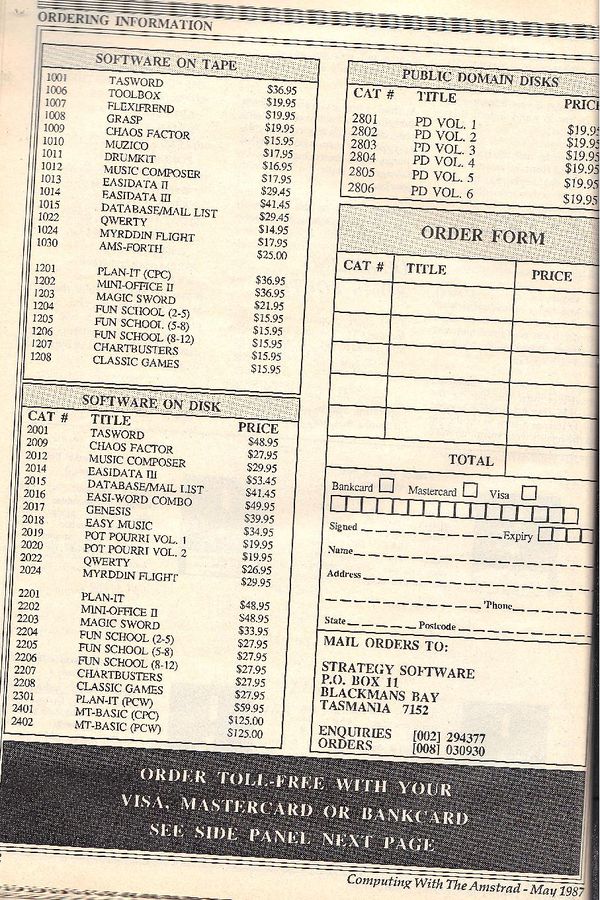 ORDERING INFORMATION
SOFTWARE ON TAPE
1001 TASWORD $36.95
1006 TOOLBOX $19.95
1007 FLEXIFREND $19.95
1008 GRASP $19.95
1009 CHAOS FACTOR $15.95
1010 MUZICO $17.95
1011 DRUMKIT $16.95
1012 MUSIC COMPOSER $17.95
1013 EASIDATA II $29.45
1014 EASIDATA III $41.45
1015 DATABASE/MAIL LIST $29.45
1022 QWERTY $14.95
1024 MYRDDIN FLIGHT $17.95
1030 AMS-FORTH $25.00
1201 PLAN-IT (CPC) $36.95
1202 MINI-OFFICE II $36.95
1203 MAGIC SWORD $21.95
1204 FUN SCHOOL (2-5) $15.95
1205 FUN SCHOOL (5-8) $15.95
1206 FUN SCHOOL (8-12) $15.95
1207 CHARTBUSTERS $15.95
1208 CLASSIC GAMES $15.95
SOFTWARE ON DISK
CAT # TITLE PRICE
2001 TASWORD $48.95
2009 CHAOS FACTOR $27.95
2012 MUSIC COMPOSER $29.95
2014 EASIDATA III $53.45
2015 DATABASE/MAIL LIST $41.45
2016 EASI-WORD COMBO $49.95
2017 GENESIS $39.95
2018 EASY MUSIC $34.95
2019 POT POURRI VOL. 1 $19.95
2020 POT POURRI VOL. 2 $19.95
2022 QWERTY $26.95
2024 MYRDDIN FLIGHT $29.95
2201 PLAN-IT $48.95
2202 MINI-OFFICE II $48.95
2203 MAGIC SWORD $33.95
2204 FUN SCHOOL (2-5) $27.95
2205 FUN SCHOOL (5-8) $27.95
2206 FUN SCHOOL (8-12) $27.95
2207 CHARTBUSTERS $27.95
2208 CLASSIC GAMES $27.95
2301 PLAN-IT (PCW) $59.95
2401 MT-BASIC (CPC) $125.00
2402 MT-BASIC (PCW) $125.00
PUBLIC DOMAIN DISKS
CAT # TITLE PRIC
2801 PD VOL. 1 $19.95
2802 PD VOL. 2 $19.95
2803 PD VOL. 3 $19.95
2804 PD VOL. 4 $19.95
2805 PD VOL. 5 $19.95
2806 PD VOL. 6 $19.95
ORDER FORM
CAT # TITLE PRICE
TOTAL
Bankcard Mastercard Visa
Signed Expiry
Name
Address
'Phone
State Postcode
MAIL ORDERS TO:
STRATEGY SOFTWARE
P.O. BOX 11
BLACKMANS BAY
TASMANIA 7152
ENQUIRIES [002] 294377
ORDERS [008] 030930
ORDER TOLL-FREE WITH YOUR
VISA, MASTERCARD OR BANKCARD
SEE SIDE PANEL NEXT PAGE
Computing With The Amstrad - May 1987